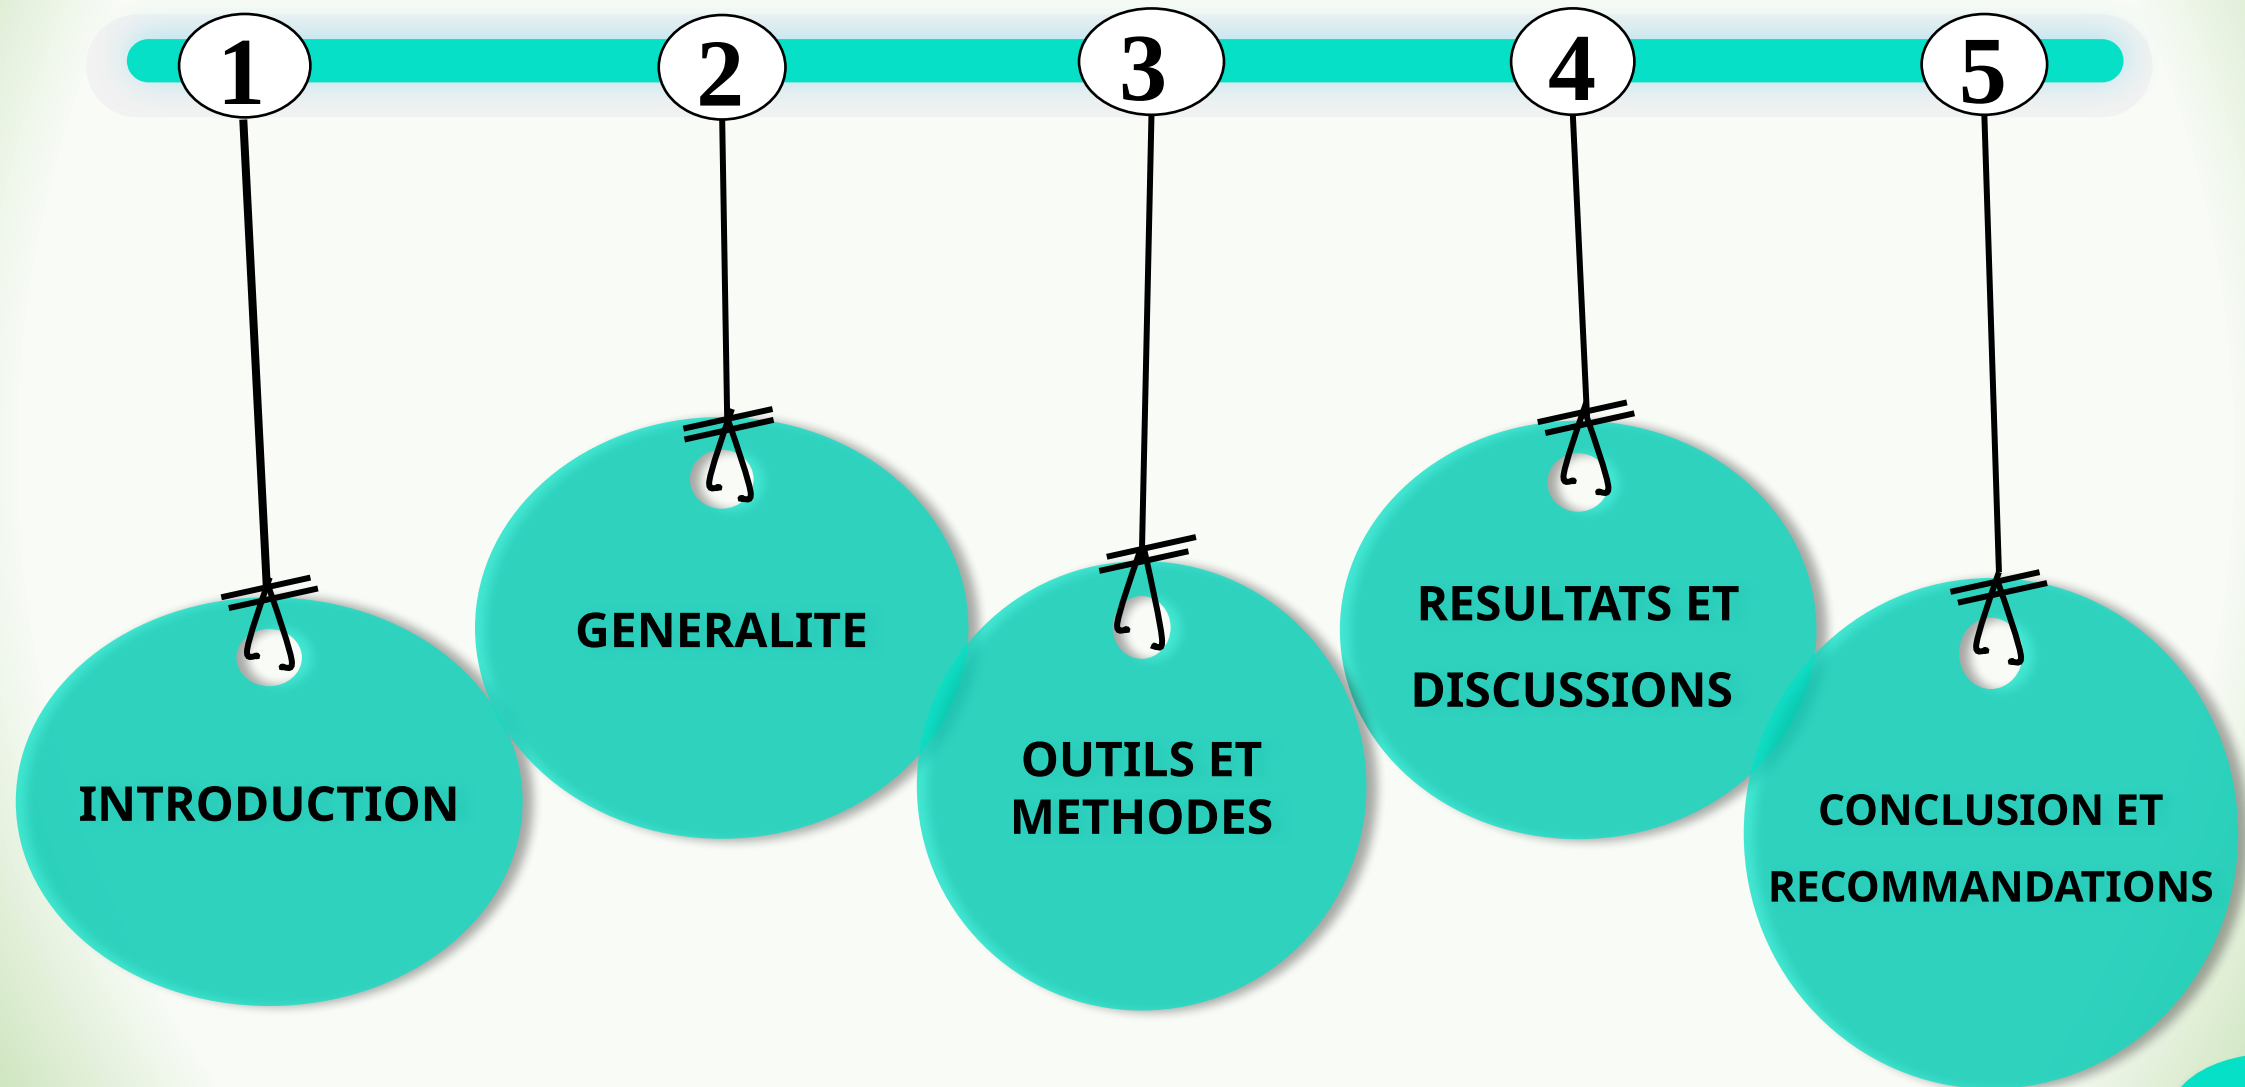 1
2
3
4
5
INTRODUCTION
GENERALITE
OUTILS ET
METHODES
RESULTATS ET
DISCUSSIONS
CONCLUSION ET
RECOMMANDATIONS